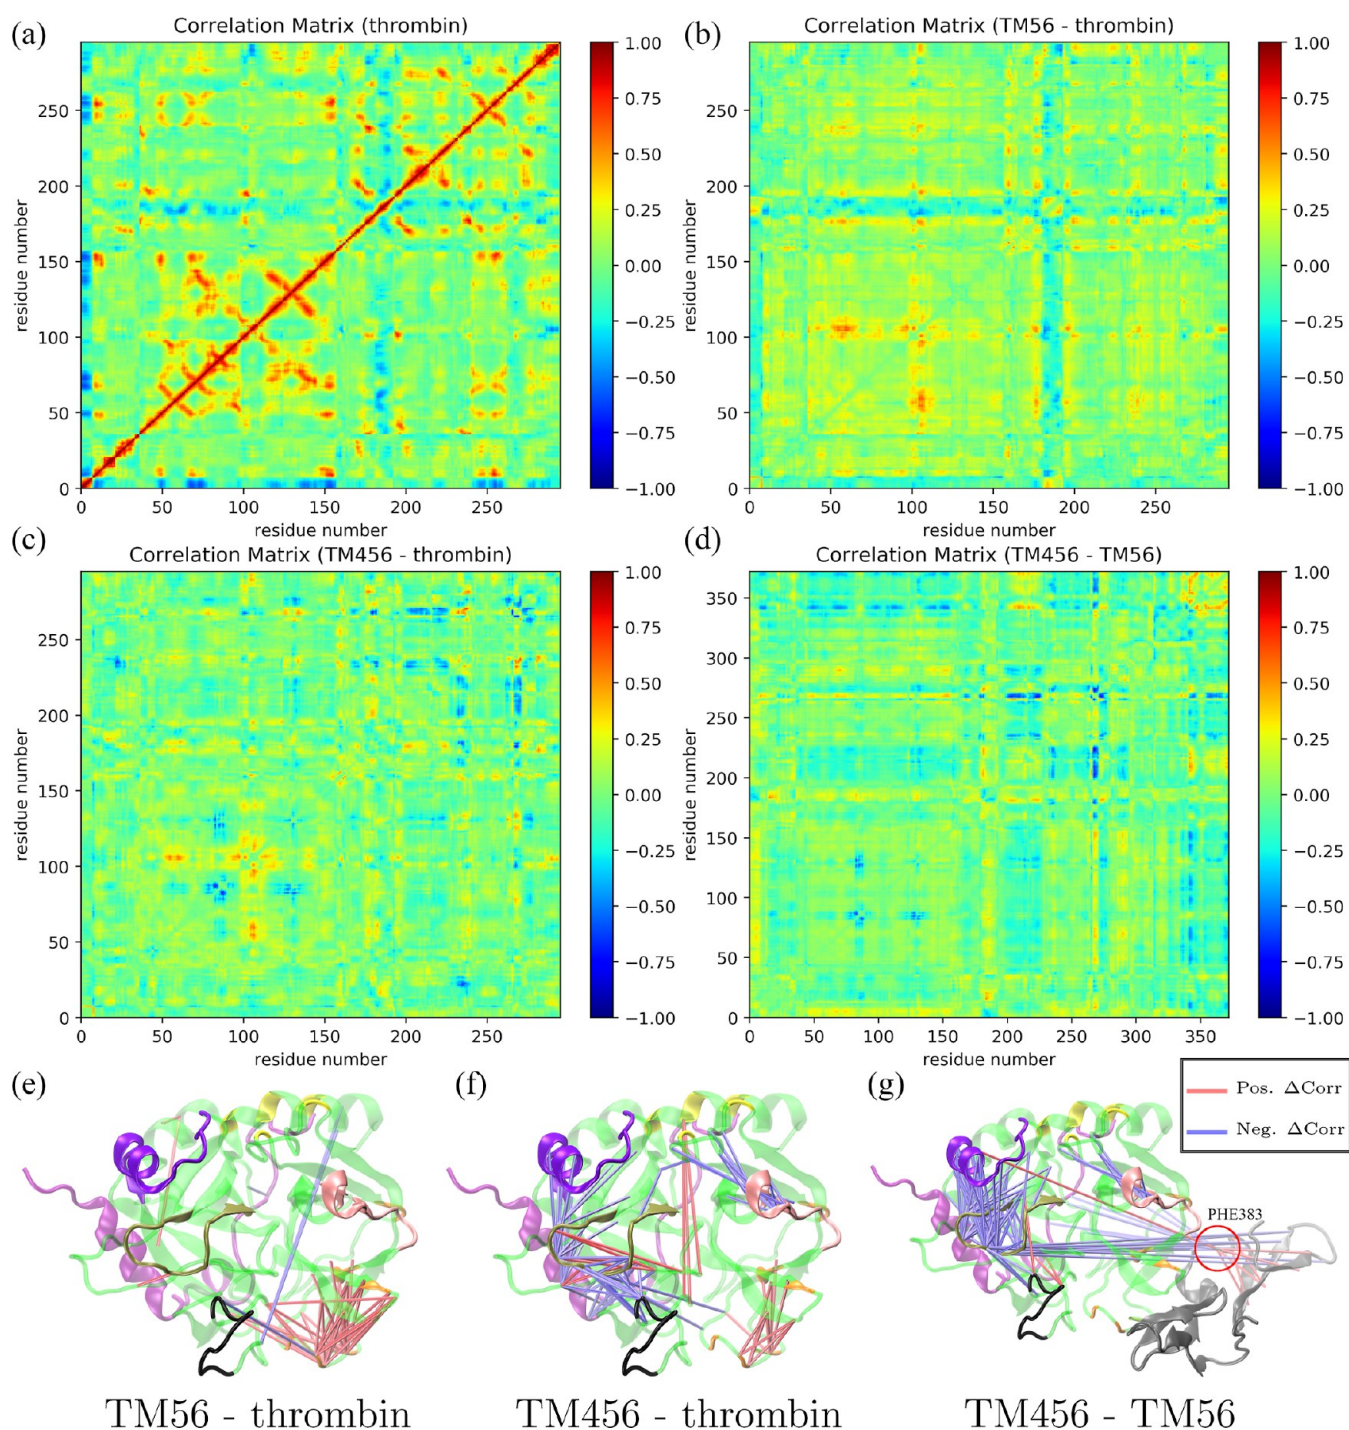 (a)
Correlation Matrix (thrombin)
250
200
150
100
50
0
0 50 100 150 200 250
residue number
residue number
1.00
0.75
0.50
0.25
0.00
−0.25
−0.50
−0.75
−1.00
(b)
Correlation Matrix (TM56 - thrombin)
250
200
150
100
50
0
0 50 100 150 200 250
residue number
residue number
1.00
0.75
0.50
0.25
0.00
−0.25
−0.50
−0.75
−1.00
(c)
Correlation Matrix (TM456 - thrombin)
250
200
150
100
50
0
0 50 100 150 200 250
residue number
residue number
1.00
0.75
0.50
0.25
0.00
−0.25
−0.50
−0.75
−1.00
(d)
Correlation Matrix (TM456 - TM56)
350
300
250
200
150
100
50
0
0 50 100 150 200 250 300 350
residue number
residue number
1.00
0.75
0.50
0.25
0.00
−0.25
−0.50
−0.75
−1.00
(e)
TM56 - thrombin
(f)
TM456 - thrombin
(g)
Pos. ΔCorr
Neg. ΔCorr
PHE383
TM456 - TM56